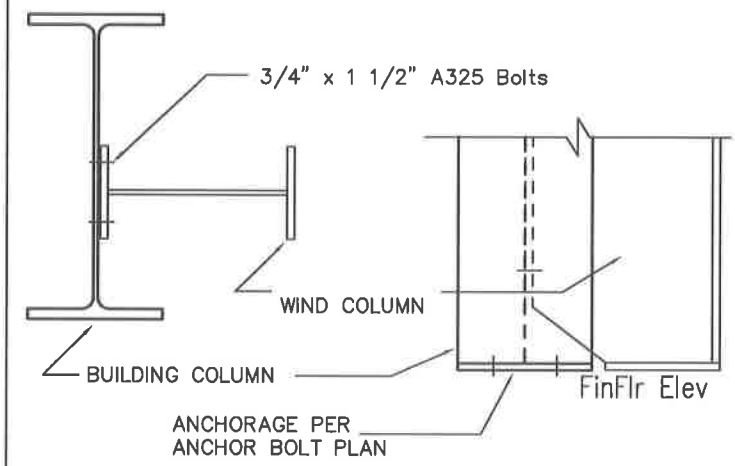 3/4" x 1 1/2" A325 Bolts
WIND COLUMN
BUILDING COLUMN
FinFlr Elev
ANCHORAGE PER
ANCHOR BOLT PLAN